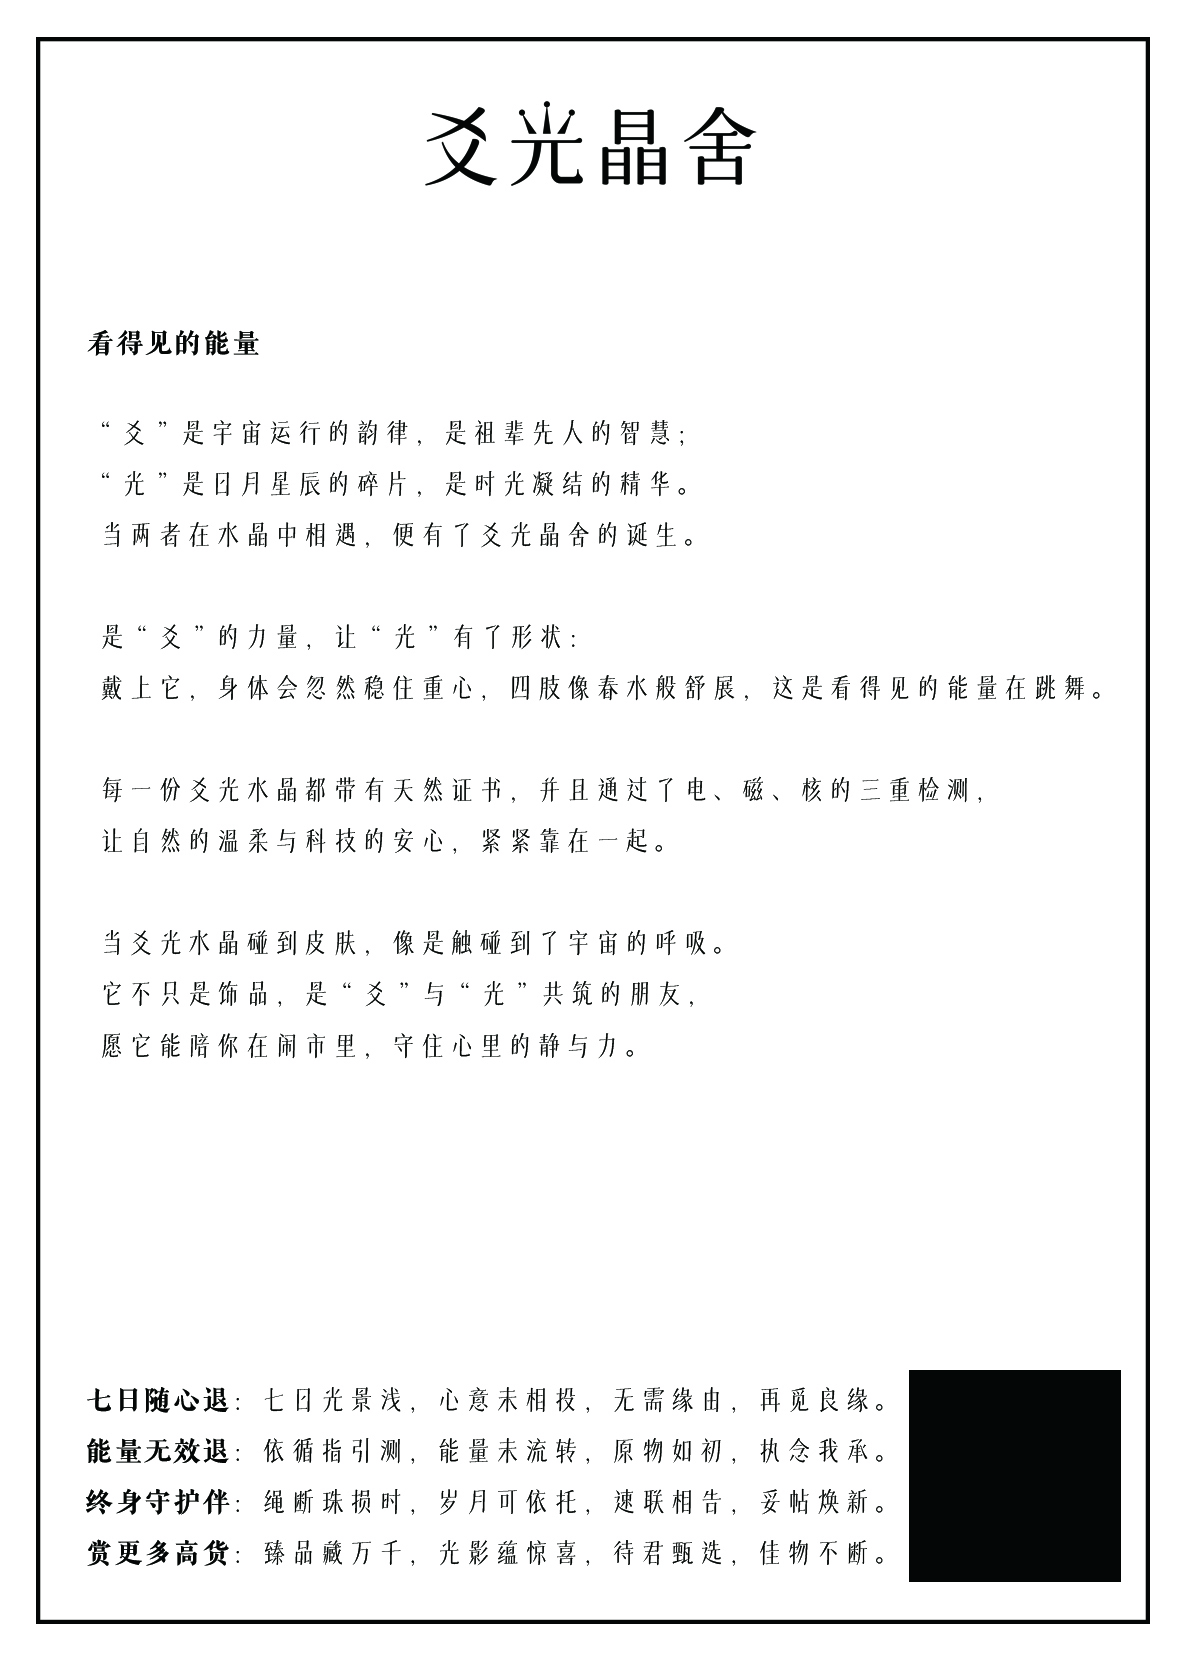 爻光晶舍
看得见的能量
“爻”是宇宙运行的韵律，是祖辈先人的智慧；
“光”是日月星辰的碎片，是时光凝结的精华。
当两者在水晶中相遇，便有了爻光晶舍的诞生。
是“爻”的力量，让“光”有了形状：
戴上它，身体会忽然稳住重心，四肢像春水般舒展，这是看得见的能量在跳舞。
每一份爻光水晶都带有天然证书，并且通过了电、磁、核的三重检测，
让自然的温柔与科技的安心，紧紧靠在一起。
当爻光水晶碰到皮肤，像是触碰到了宇宙的呼吸。
它不只是饰品，是“爻”与“光”共筑的朋友，
愿它能陪你在闹市里，守住心里的静与力。
七日随心退：七日光景浅，心意未相投，无需缘由，再觅良缘。
能量无效退：依循指引测，能量未流转，原物如初，执念我承。
终身守护伴：绳断珠损时，岁月可依托，速联相告，妥帖焕新。
赏更多高货：臻品藏万千，光影蕴惊喜，待君甄选，佳物不断。